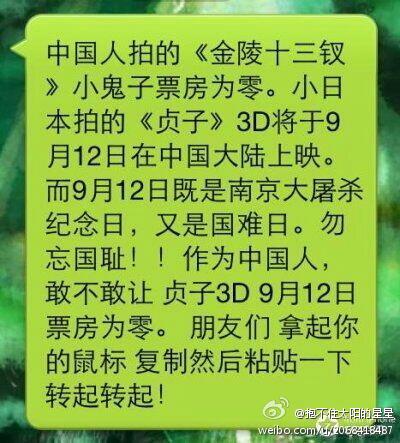 中国人拍的《金陵十三钗
》小鬼子票房为零。小日
本拍的《贞子》3D将于9
月12日在中国大陆上映。
而9月12日既是南京大屠杀
纪念日，又是国难日。勿
忘国耻！！作为中国人，
敢不敢让 贞子3D 9月12日
票房为零。 朋友们 拿起你
的鼠标 复制然后粘贴一下
转起转起！
@抱不住太阳的星星